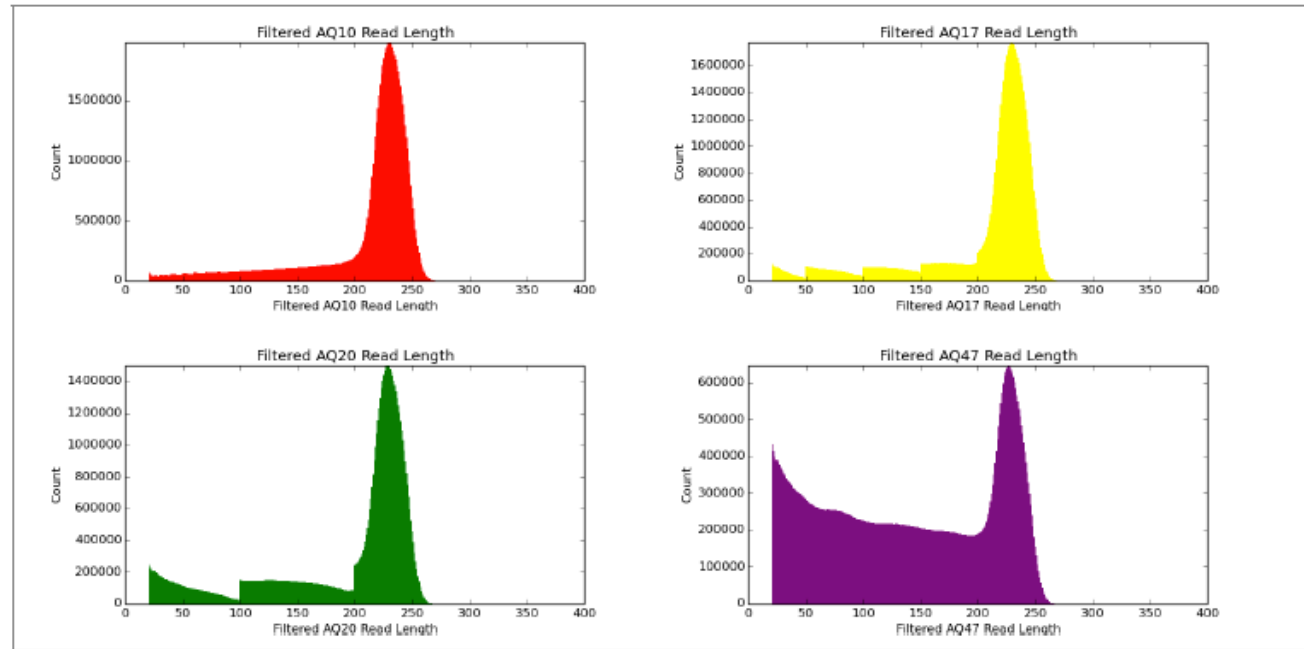 Filtered AQ10 Read Length
Count
1500000
1000000
500000
0
0 50 100 150 200 250 300 350 400
Filtered AQ10 Read Length
Filtered AQ17 Read Length
Count
1600000
1400000
1200000
1000000
800000
600000
400000
200000
0
0 50 100 150 200 250 300 350 400
Filtered AQ17 Read Length
Filtered AQ20 Read Length
Count
1400000
1200000
1000000
800000
600000
400000
200000
0
0 50 100 150 200 250 300 350 400
Filtered AQ20 Read Length
Filtered AQ47 Read Length
Count
600000
500000
400000
300000
200000
100000
0
0 50 100 150 200 250 300 350 400
Filtered AQ47 Read Length